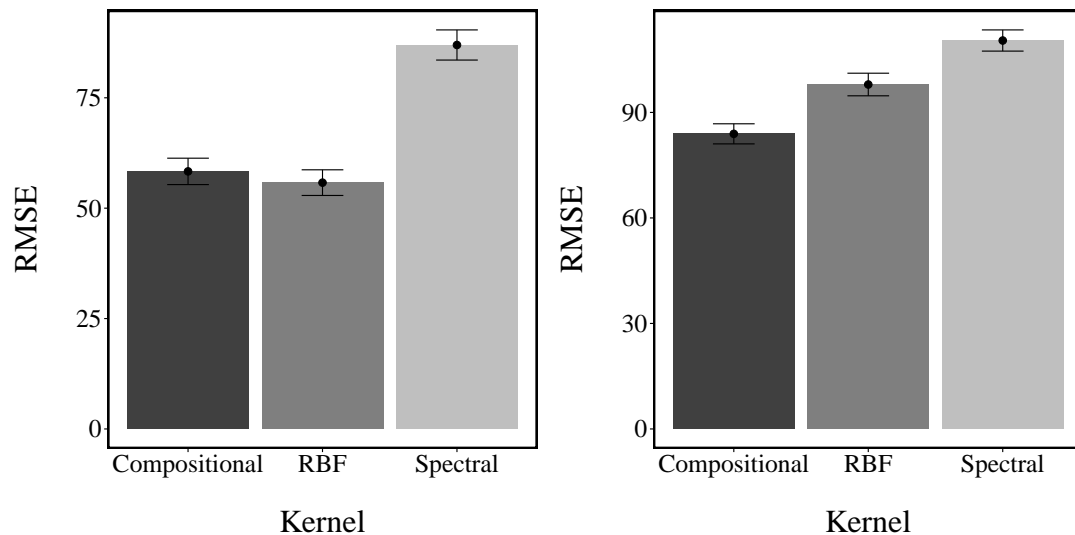 RMSE
75
50
25
0
Compositional RBF Spectral
Kernel
RMSE
90
60
30
0
Compositional RBF Spectral
Kernel